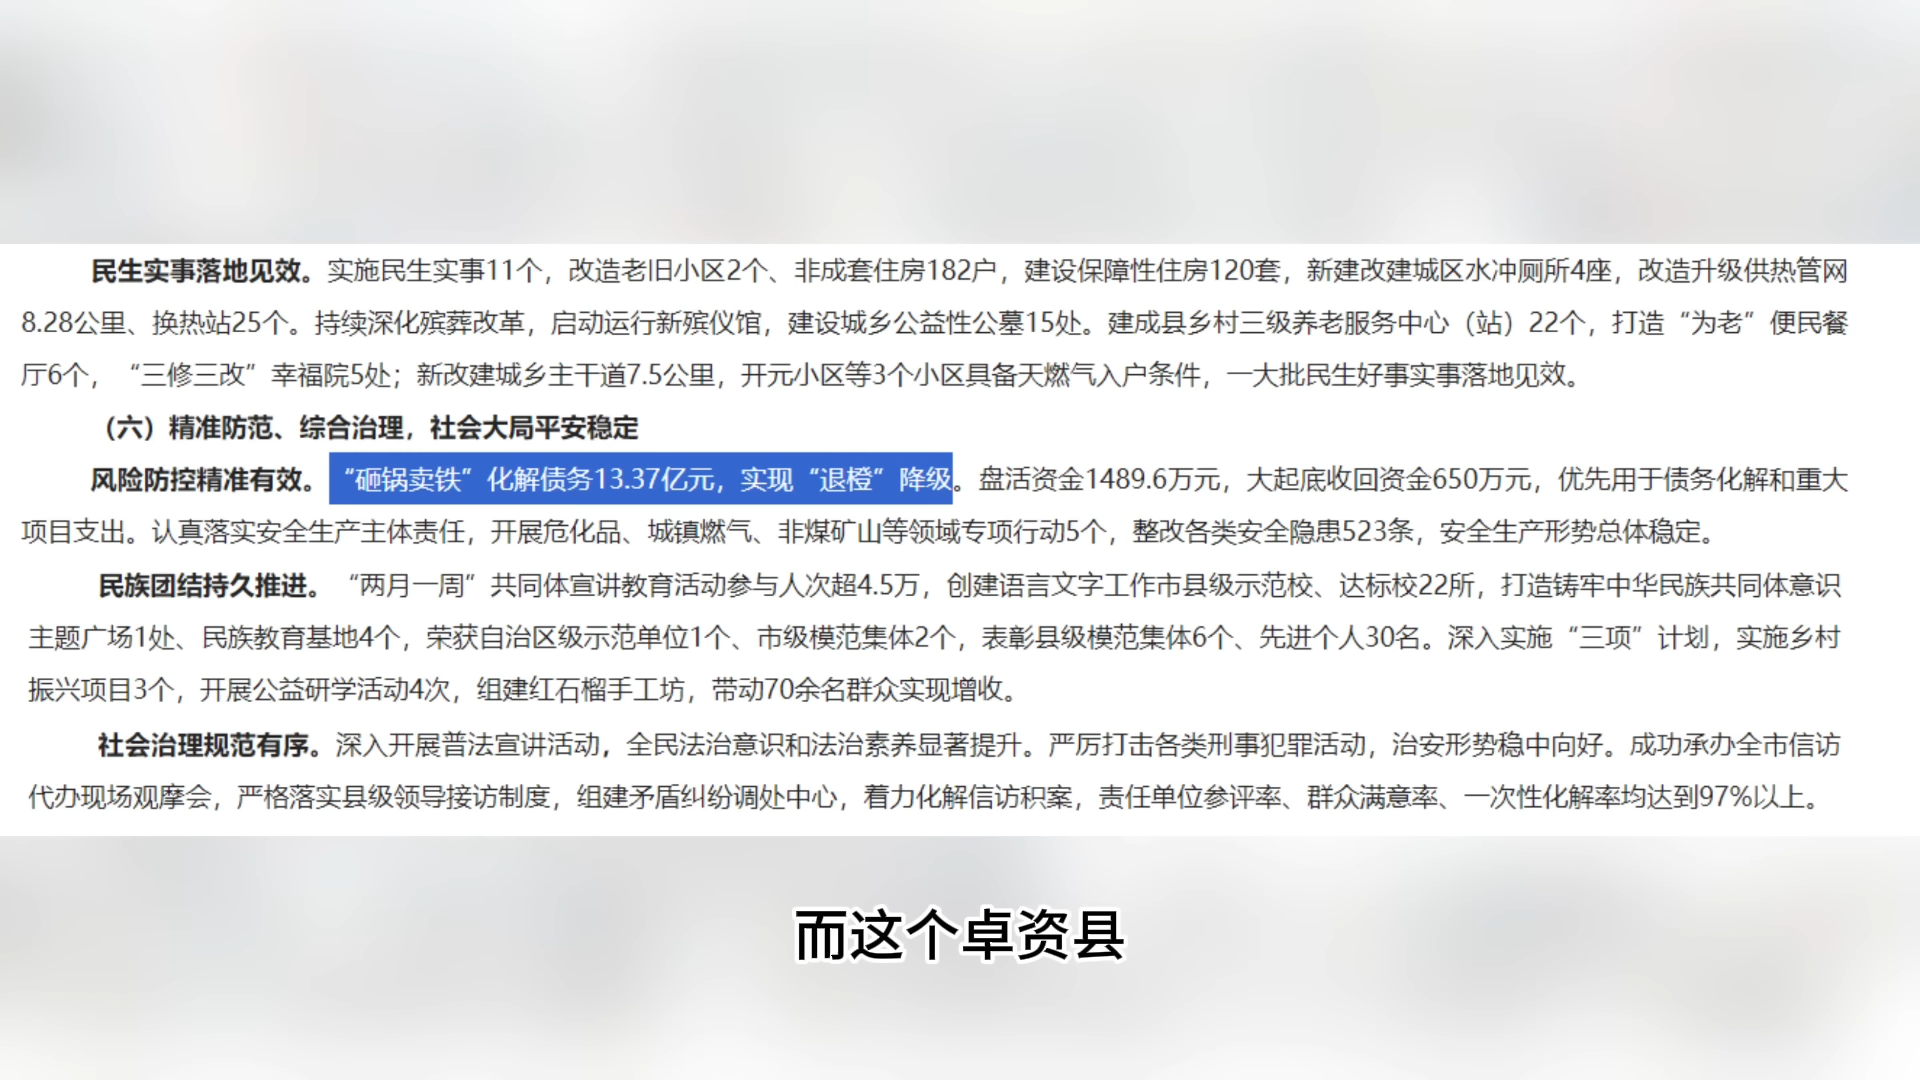 民生实事落地见效。实施民生实事11个，改造老旧小区2个、非成套住房182户，建设保障性住房120套，新建改建城区水冲厕所4座，改造升级供热管网
8.28公里、换热站25个。持续深化殡葬改革，启动运行新殡仪馆，建设城乡公益性公墓15处。建成县乡村三级养老服务中心（站）22个，打造“为老”便民餐
厅6个，“三修三改”幸福院5处；新改建城乡主干道7.5公里，开元小区等3个小区具备天燃气入户条件，一大批民生好事实事落地见效。
（六）精准防范、综合治理，社会大局平安稳定
风险防控精准有效。“砸锅卖铁”化解债务13.37亿元，实现“退橙”降级。盘活资金1489.6万元，大起底收回资金650万元，优先用于债务化解和重大
项目支出。认真落实安全生产主体责任，开展危化品、城镇燃气、非煤矿山等领域专项行动5个，整改各类安全隐患523条，安全生产形势总体稳定。
民族团结持久推进。“两月一周”共同体宣讲教育活动参与人次超4.5万，创建语言文字工作市县级示范校、达标校22所，打造铸牢中华民族共同体意识
主题广场1处、民族教育基地4个，荣获自治区级示范单位1个、市级模范集体2个，表彰县级模范集体6个、先进个人30名。深入实施“三项”计划，实施乡村
振兴项目3个，开展公益研学活动4次，组建红石榴手工坊，带动70余名群众实现增收。
社会治理规范有序。深入开展普法宣讲活动，全民法治意识和法治素养显著提升。严厉打击各类刑事犯罪活动，治安形势稳中向好。成功承办全市信访
代办现场观摩会，严格落实县级领导接访制度，组建矛盾纠纷调处中心，着力化解信访积案，责任单位参评率、群众满意率、一次性化解率均达到97%以上。
而这个卓资县